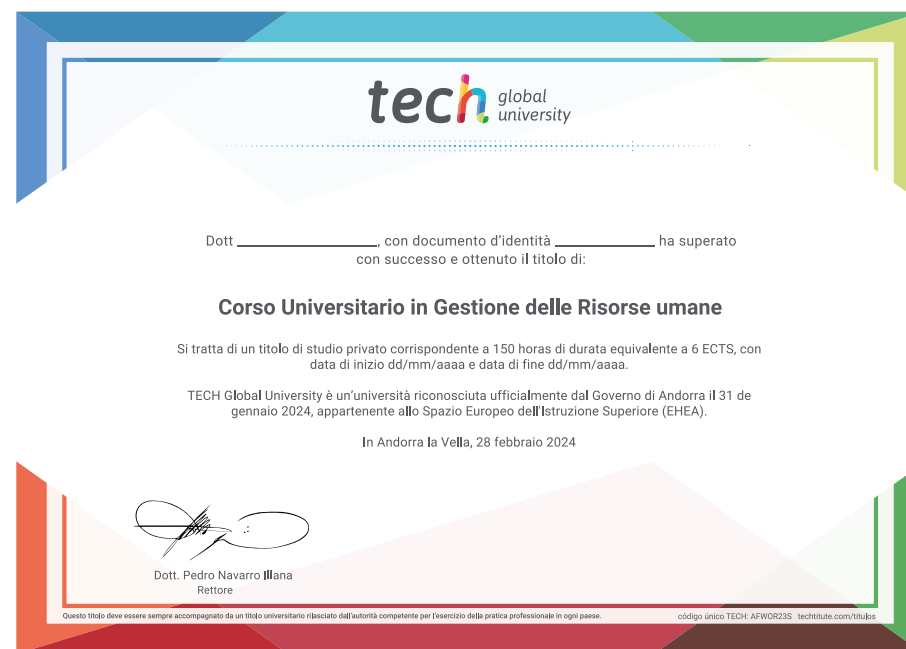 tech global university
Dott ____________________, con documento d'identità ______________ ha superato
con successo e ottenuto il titolo di:
Corso Universitario in Gestione delle Risorse umane
Si tratta di un titolo di studio privato corrispondente a 150 horas di durata equivalente a 6 ECTS, con
data di inizio dd/mm/aaaa e data di fine dd/mm/aaaa.
TECH Global University è un'università riconosciuta ufficialmente dal Governo di Andorra il 31 de
gennaio 2024, appartenente allo Spazio Europeo dell'Istruzione Superiore (EHEA).
In Andorra la Vella, 28 febbraio 2024
Dott. Pedro Navarro Illana
Rettore
Questo titolo deve essere sempre accompagnato da un titolo universitario rilasciato dall'autorità competente per l'esercizio della pratica professionale in ogni paese.
código único TECH: AFWOR23S techtitute.com/titulos